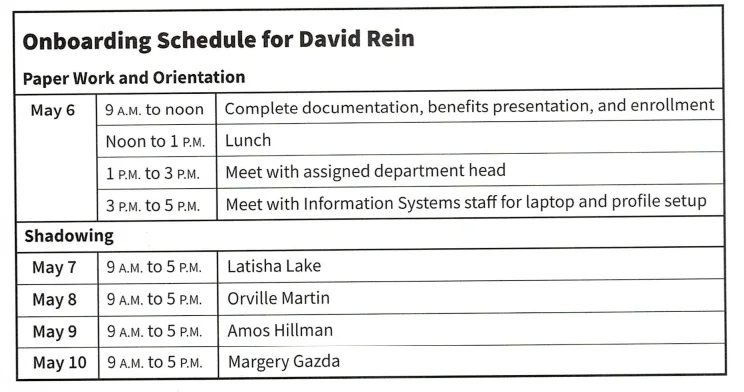 Onboarding Schedule for David Rein
Paper Work and Orientation
May 6 9 A.M. to noon Complete documentation, benefits presentation, and enrollment
Noon to 1 P.M. Lunch
1 P.M. to 3 P.M. Meet with assigned department head
3 P.M. to 5 P.M. Meet with Information Systems staff for laptop and profile setup
Shadowing
May 7 9 A.M. to 5 P.M. Latisha Lake
May 8 9 A.M. to 5 P.M. Orville Martin
May 9 9 A.M. to 5 P.M. Amos Hillman
May 10 9 A.M. to 5 P.M. Margery Gazda